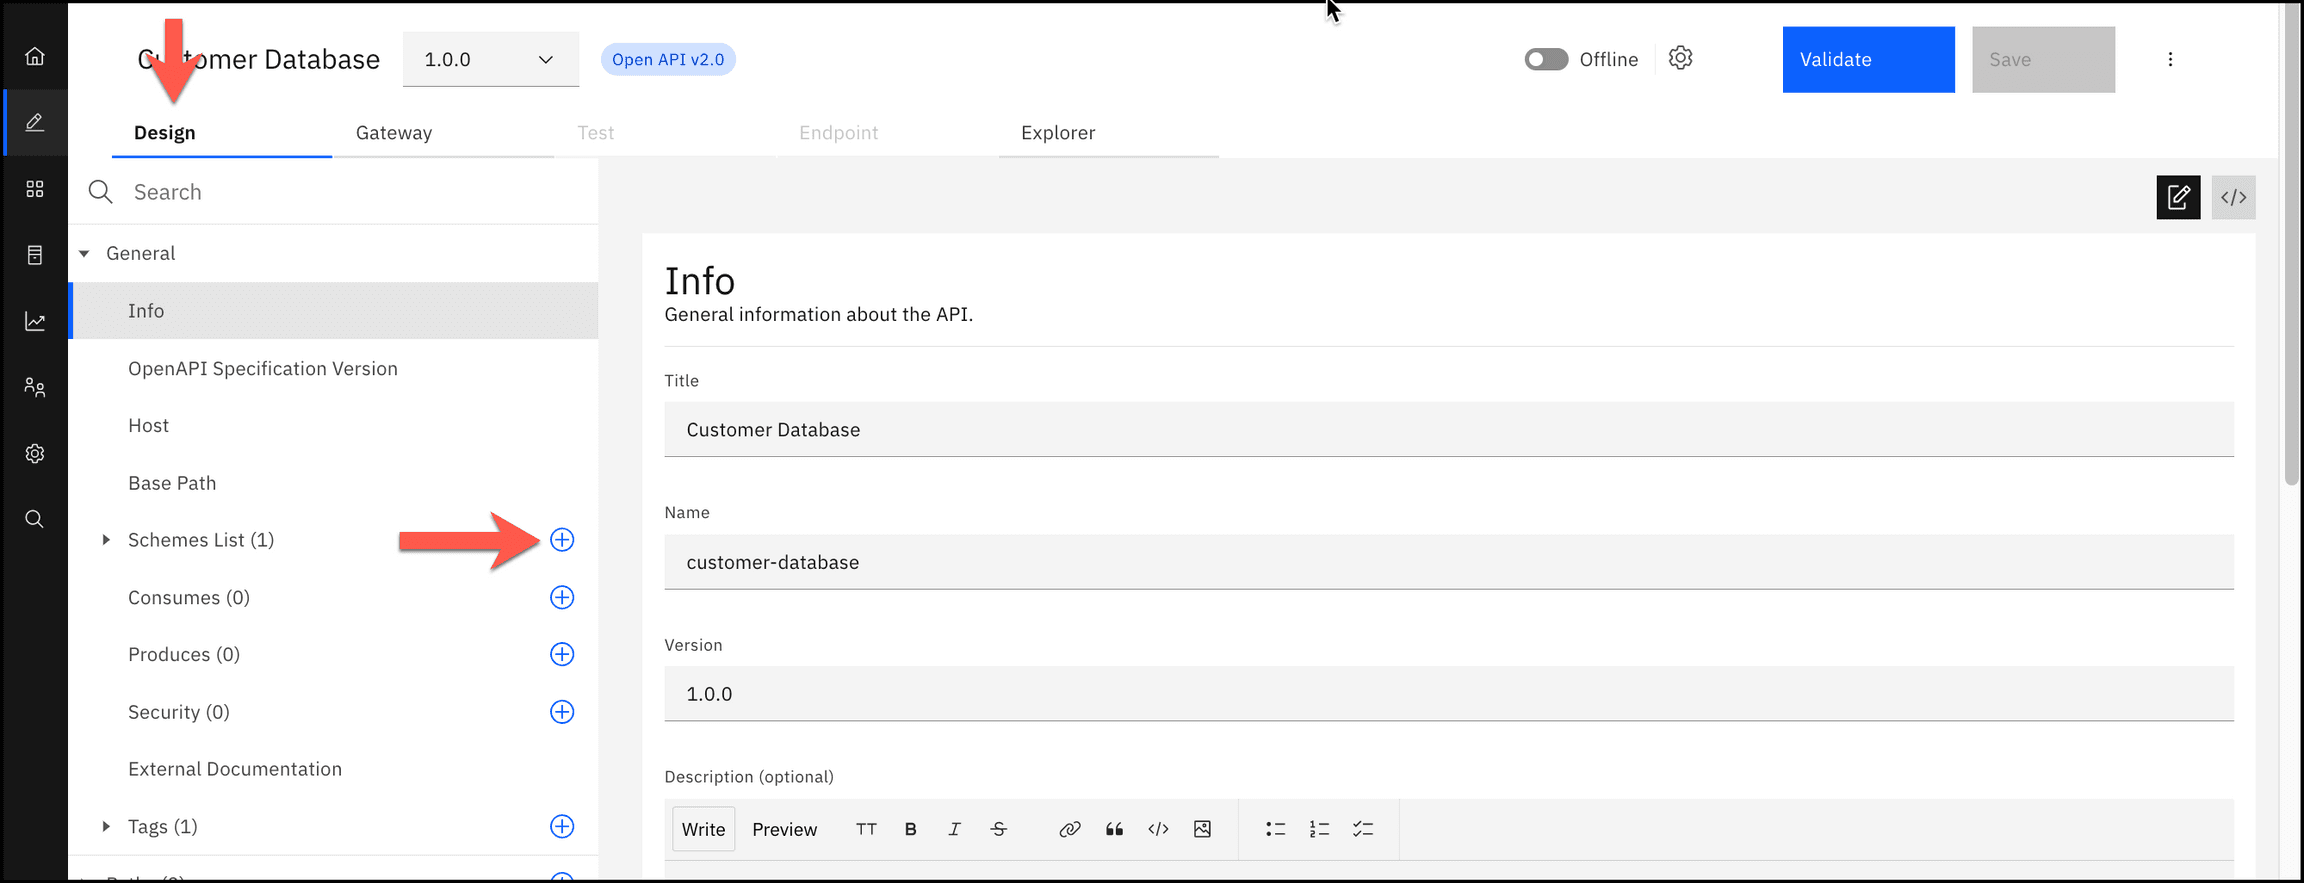 Customer Database
1.0.0
Open API v2.0
Offline
Validate
Save
Design
Gateway
Test
Endpoint
Explorer
Search
General
Info
OpenAPI Specification Version
Host
Base Path
Schemes List (1)
Consumes (0)
Produces (0)
Security (0)
External Documentation
Tags (1)
Info
General information about the API.
Title
Customer Database
Name
customer-database
Version
1.0.0
Description (optional)
Write
Preview